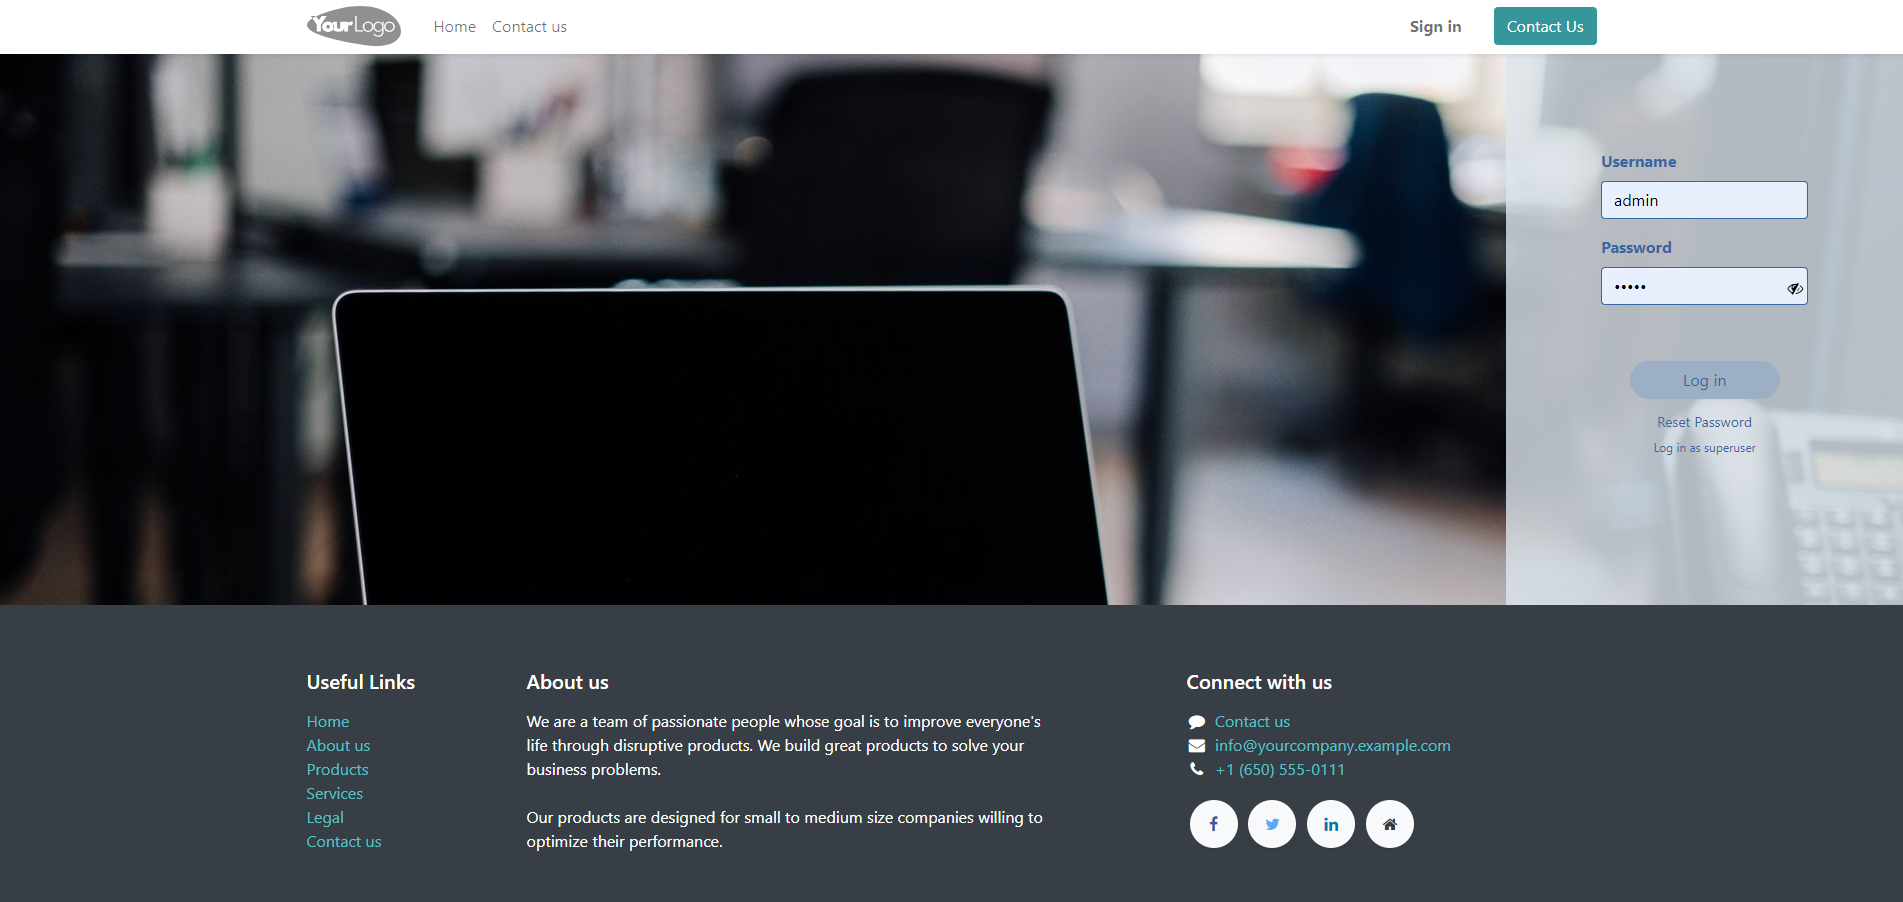 YourLogo
Home
Contact us
Sign in
Contact Us
Username
admin
Password
•••••
Log in
Reset Password
Log in as superuser
Useful Links
Home
About us
Products
Services
Legal
Contact us
About us
We are a team of passionate people whose goal is to improve everyone's
life through disruptive products. We build great products to solve your
business problems.
Our products are designed for small to medium size companies willing to
optimize their performance.
Connect with us
Contact us
info@yourcompany.example.com
+1 (650) 555-0111